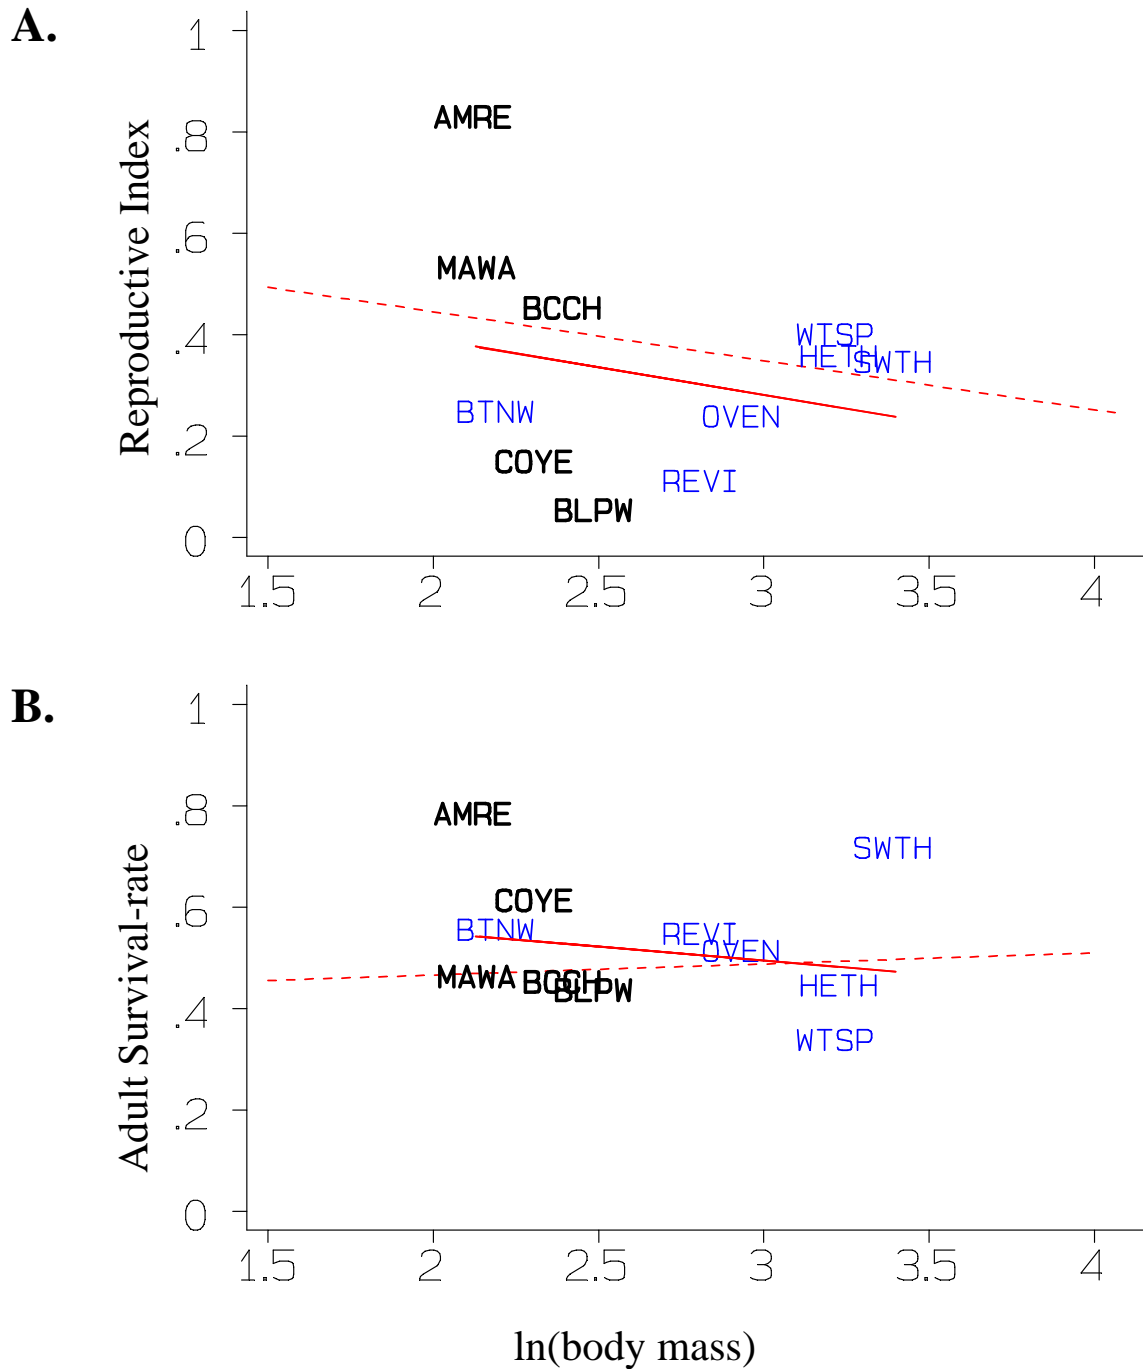 A.
Reproductive Index
1
.8
.6
.4
.2
0
AMRE
MAWA
BCCH
WTSP
HETH
SWTH
BTNW
OVEN
COYE
REVI
BLPW
1.5 2 2.5 3 3.5 4
B.
Adult Survival-rate
1
.8
.6
.4
.2
0
AMRE
SWTH
COYE
BTNW
REVI
OVEN
MAWA
BCCH
BLPW
HETH
WTSP
1.5 2 2.5 3 3.5 4
ln(body mass)